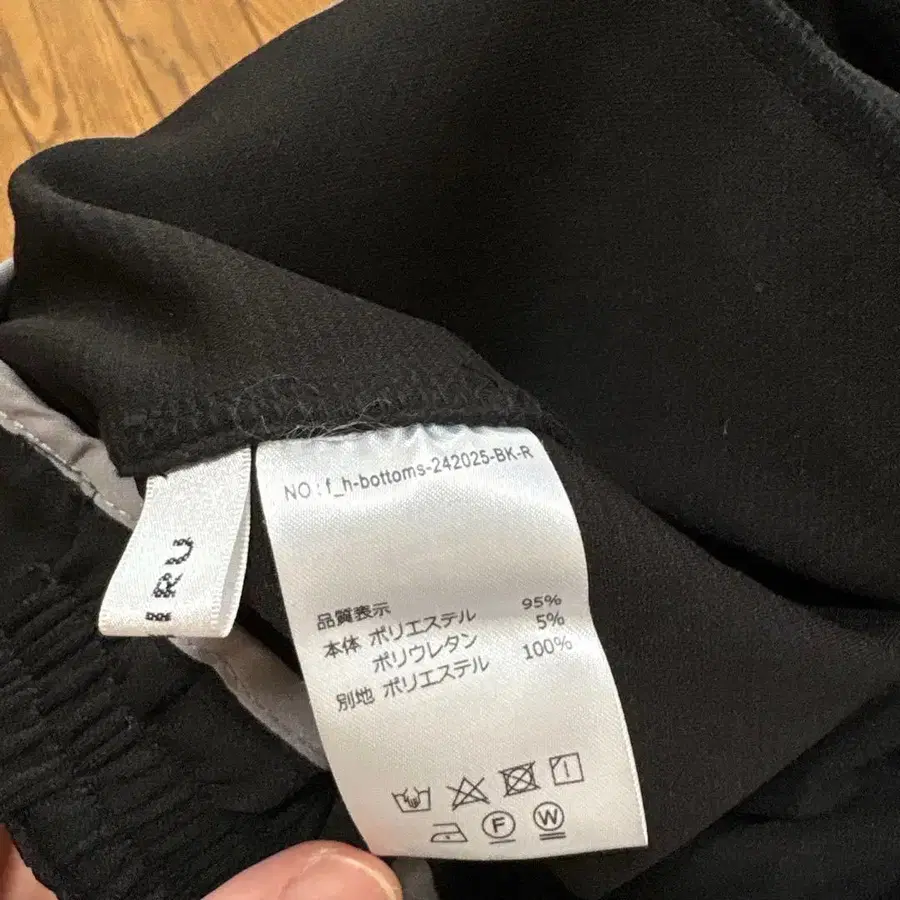 NO : f_h-bottoms-242025-BK-R
品質表示
本体 ポリエステル 95%
ポリウレタン 5%
別地 ポリエステル 100%
F W
IRU